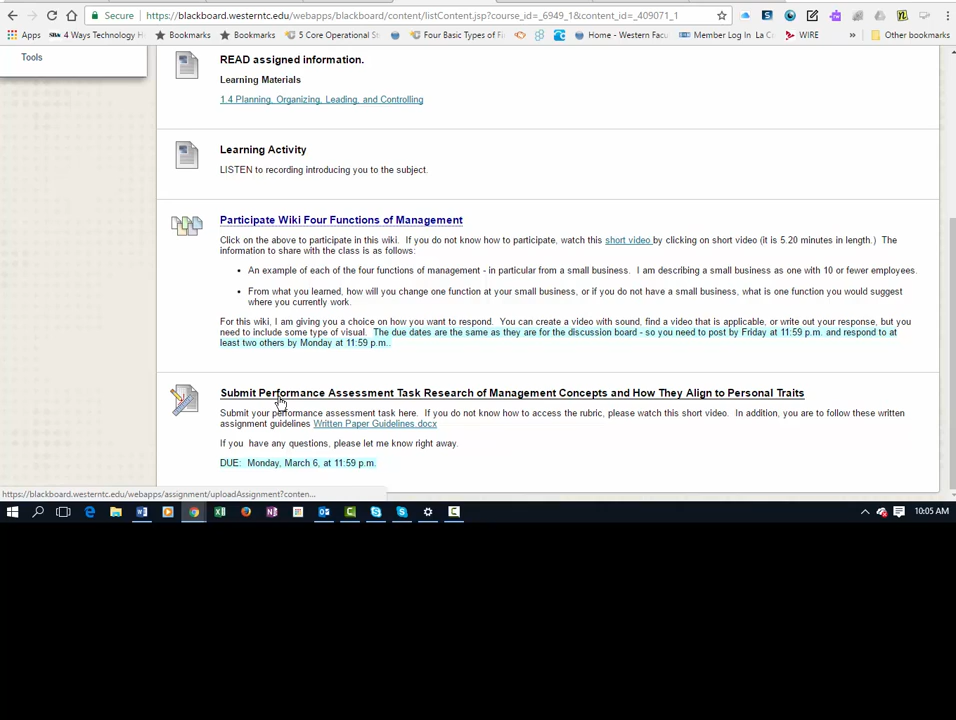 Secure https://blackboard.westerntc.edu/webapps/blackboard/content/listContent.jsp?course_id=_6949_1&content_id=_409071_1
Apps 4 Ways Technology H Bookmarks Bookmarks 5 Core Operational St Four Basic Types of Fi Home - Western Facu Member Log In La C WIRE » Other bookmarks
Tools
READ assigned information.
Learning Materials
1.4 Planning, Organizing, Leading, and Controlling
Learning Activity
LISTEN to recording introducing you to the subject.
Participate Wiki Four Functions of Management
Click on the above to participate in this wiki. If you do not know how to participate, watch this short video by clicking on short video (it is 5.20 minutes in length.) The
information to share with the class is as follows:
• An example of each of the four functions of management - in particular from a small business. I am describing a small business as one with 10 or fewer employees.
• From what you learned, how will you change one function at your small business, or if you do not have a small business, what is one function you would suggest
where you currently work.
For this wiki, I am giving you a choice on how you want to respond. You can create a video with sound, find a video that is applicable, or write out your response, but you
need to include some type of visual. The due dates are the same as they are for the discussion board - so you need to post by Friday at 11:59 p.m. and respond to at
least two others by Monday at 11:59 p.m..
Submit Performance Assessment Task Research of Management Concepts and How They Align to Personal Traits
Submit your performance assessment task here. If you do not know how to access the rubric, please watch this short video. In addition, you are to follow these written
assignment guidelines Written Paper Guidelines.docx
If you have any questions, please let me know right away.
DUE: Monday, March 6, at 11:59 p.m.
https://blackboard.westerntc.edu/webapps/assignment/uploadAssignment?conten...
10:05 AM